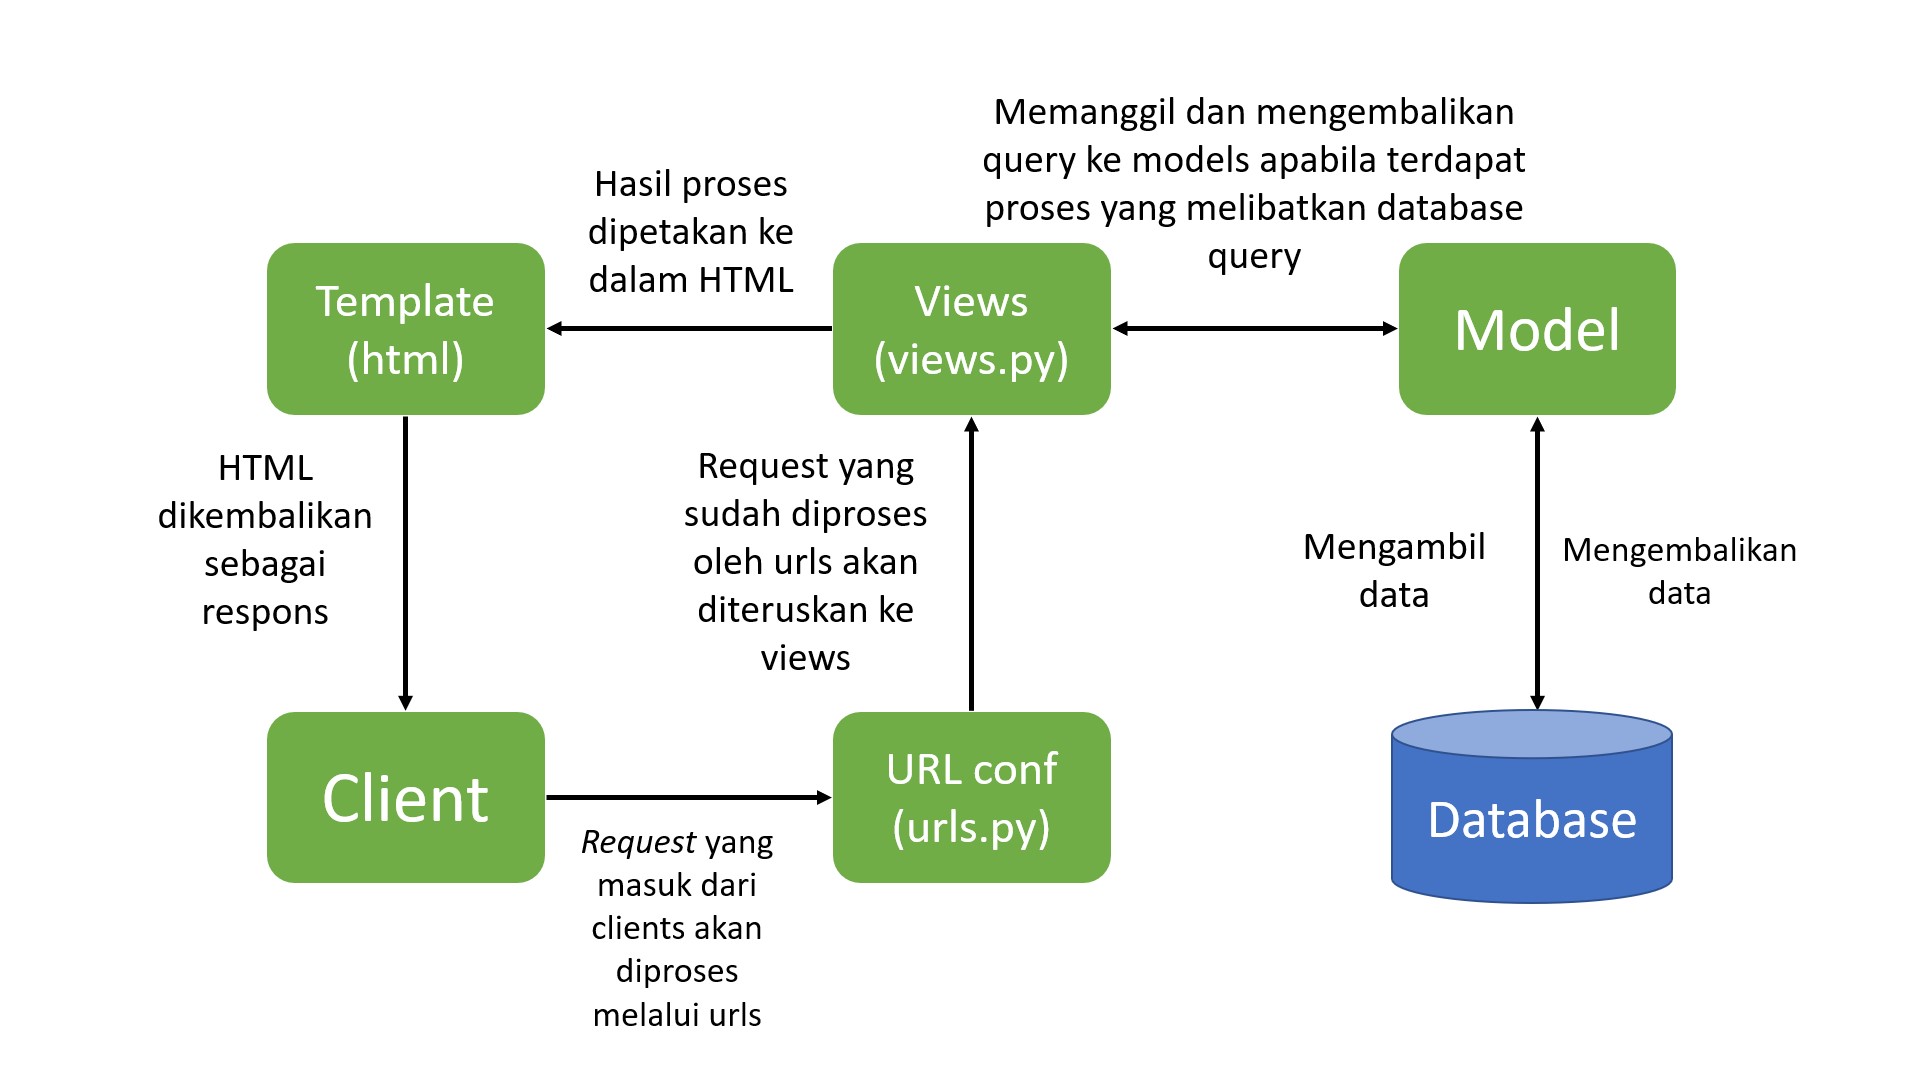 Memanggil dan mengembalikan
query ke models apabila terdapat
proses yang melibatkan database
query
Hasil proses
dipetakan ke
dalam HTML
Template
(html)
Views
(views.py)
Model
HTML
dikembalikan
sebagai
respons
Request yang
sudah diproses
oleh urls akan
diteruskan ke
views
Mengambil
data
Mengembalikan
data
Client
URL conf
(urls.py)
Database
Request yang
masuk dari
clients akan
diproses
melalui urls